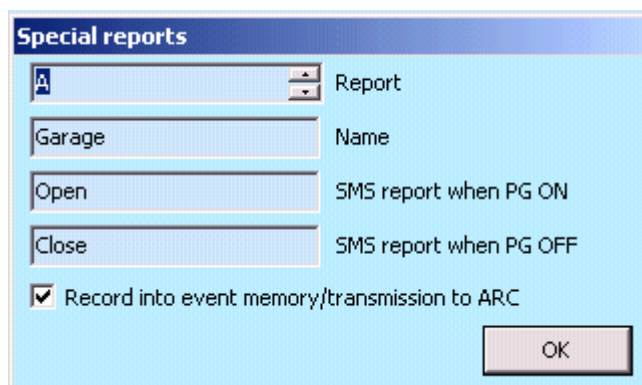 Special reports
A Report
Garage Name
Open SMS report when PG ON
Close SMS report when PG OFF
Record into event memory/transmission to ARC
OK